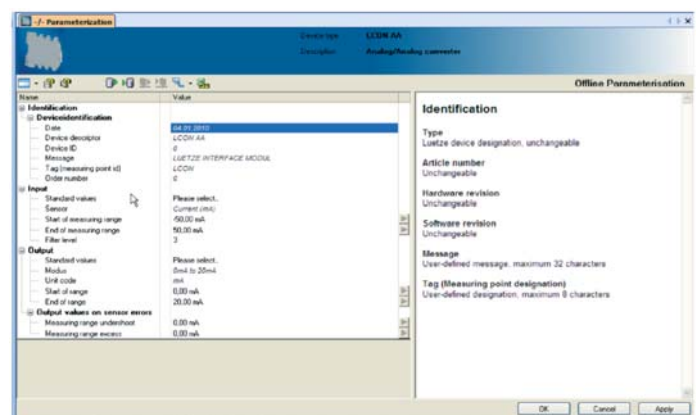 -/- Parameterization
Device type LCON AA
Description Analog/Analog converter
Offline Parameterisation
Name Value
Identification
Deviceidentification
Date 04.01.2010
Device descriptor LCON AA
Device ID 0
Message LUETZE INTERFACE MODUL
Tag (measuring point id) LCON
Order number 0
Input
Standard values Please select..
Sensor Current (mA)
Start of measuring range -50,00 mA
End of measuring range 50,00 mA
Filter level 3
Output
Standard values Please select..
Modus 0mA to 20mA
Unit code mA
Start of range 0,00 mA
End of range 20,00 mA
Output values on sensor errors
Measuring range undershoot 0,00 mA
Measuring range excess 0,00 mA
Identification
Type
Luetze device designation, unchangeable
Article number
Unchangeable
Hardware revision
Unchangeable
Software revision
Unchangeable
Message
User-defined message, maximum 32 characters
Tag (Measuring point designation)
User-defined designation, maximum 8 characters
OK Cancel Apply